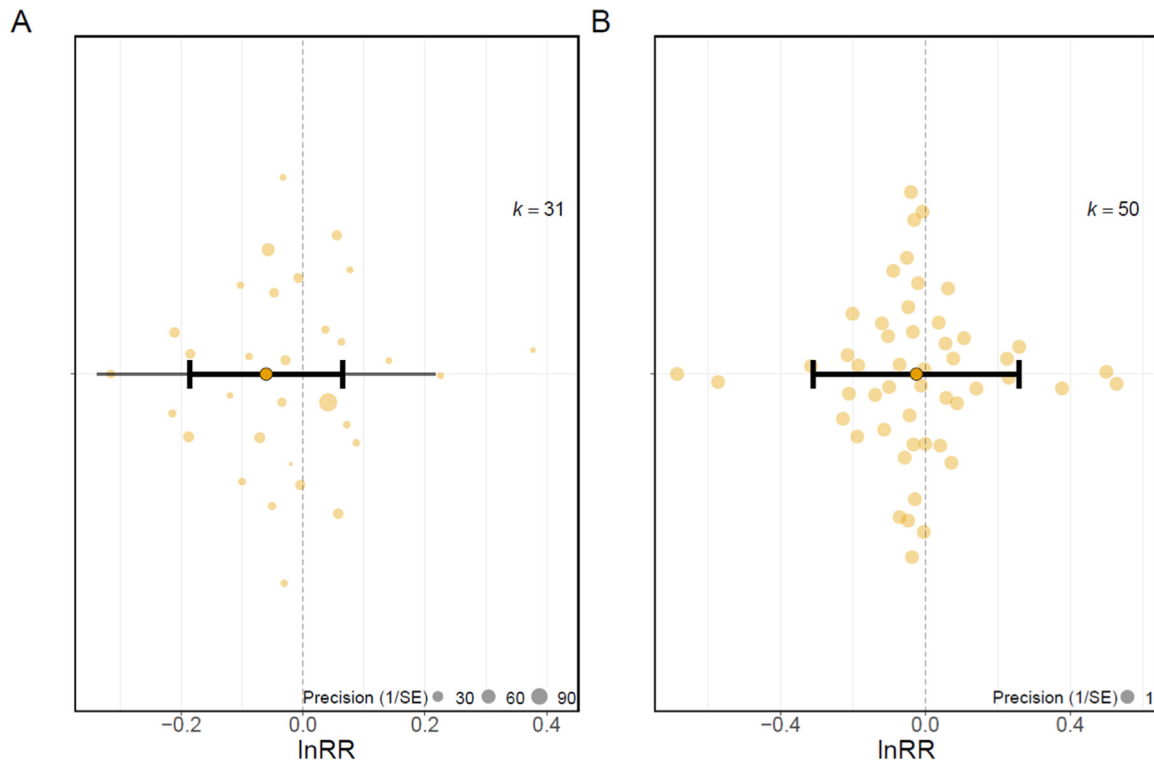 A
B
k = 31
k = 50
Precision (1/SE) 30 60 90
Precision (1/SE) 1
−0.2 0.0 0.2 0.4
−0.4 0.0 0.4
lnRR
lnRR